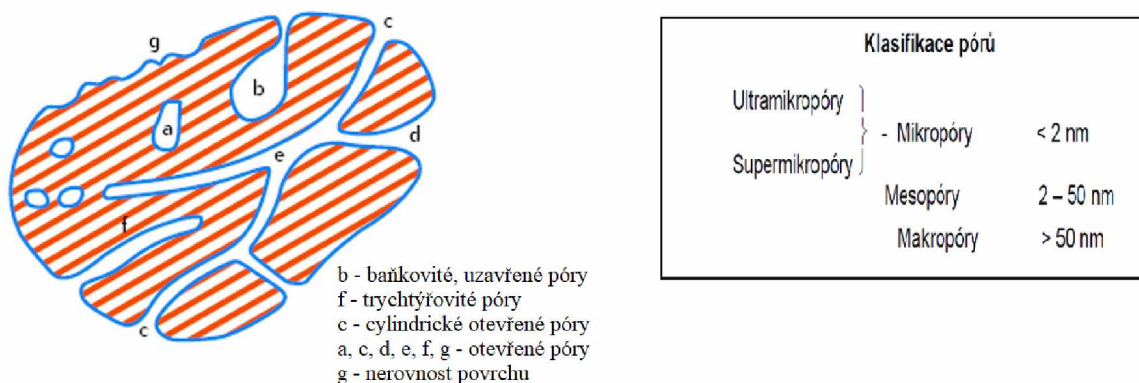 c
g
b
a
d
e
f
c
b - baňkovité, uzavřené póry
f - trychtýřovité póry
c - cylindrické otevřené póry
a, c, d, e, f, g - otevřené póry
g - nerovnost povrchu
Klasifikace pórů
Ultramikropóry
- Mikropóry < 2 nm
Supermikropóry
Mesopóry 2 – 50 nm
Makropóry > 50 nm